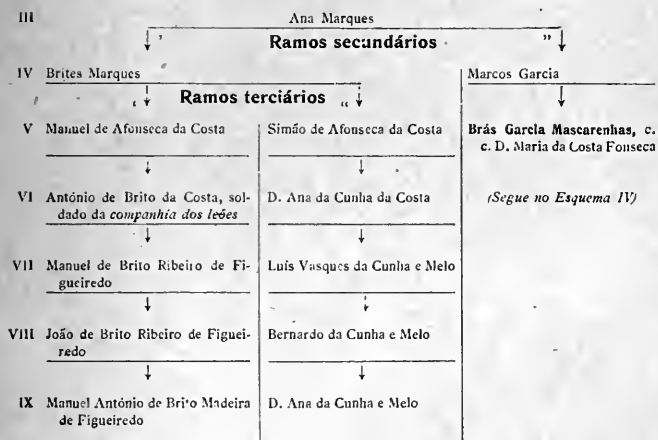 III Ana Marques
' Ramos secundários "
IV Brites Marques Marcos Garcia
' Ramos terciários "
V Manuel de Afonseca da Costa Simão de Afonseca da Costa Brás Garcia Mascarenhas, c.
c. D. Maria da Costa Fonseca
VI António de Brito da Costa, sol- D. Ana da Cunha da Costa (Segue no Esquema IV)
dado da companhia dos leões
VII Manuel de Brito Ribeiro de Fi- Luís Vasques da Cunha e Melo
gueiredo
VIII João de Brito Ribeiro de Figuei- Bernardo da Cunha e Melo
redo
IX Manuel António de Brito Madeira D. Ana da Cunha e Melo
de Figueiredo